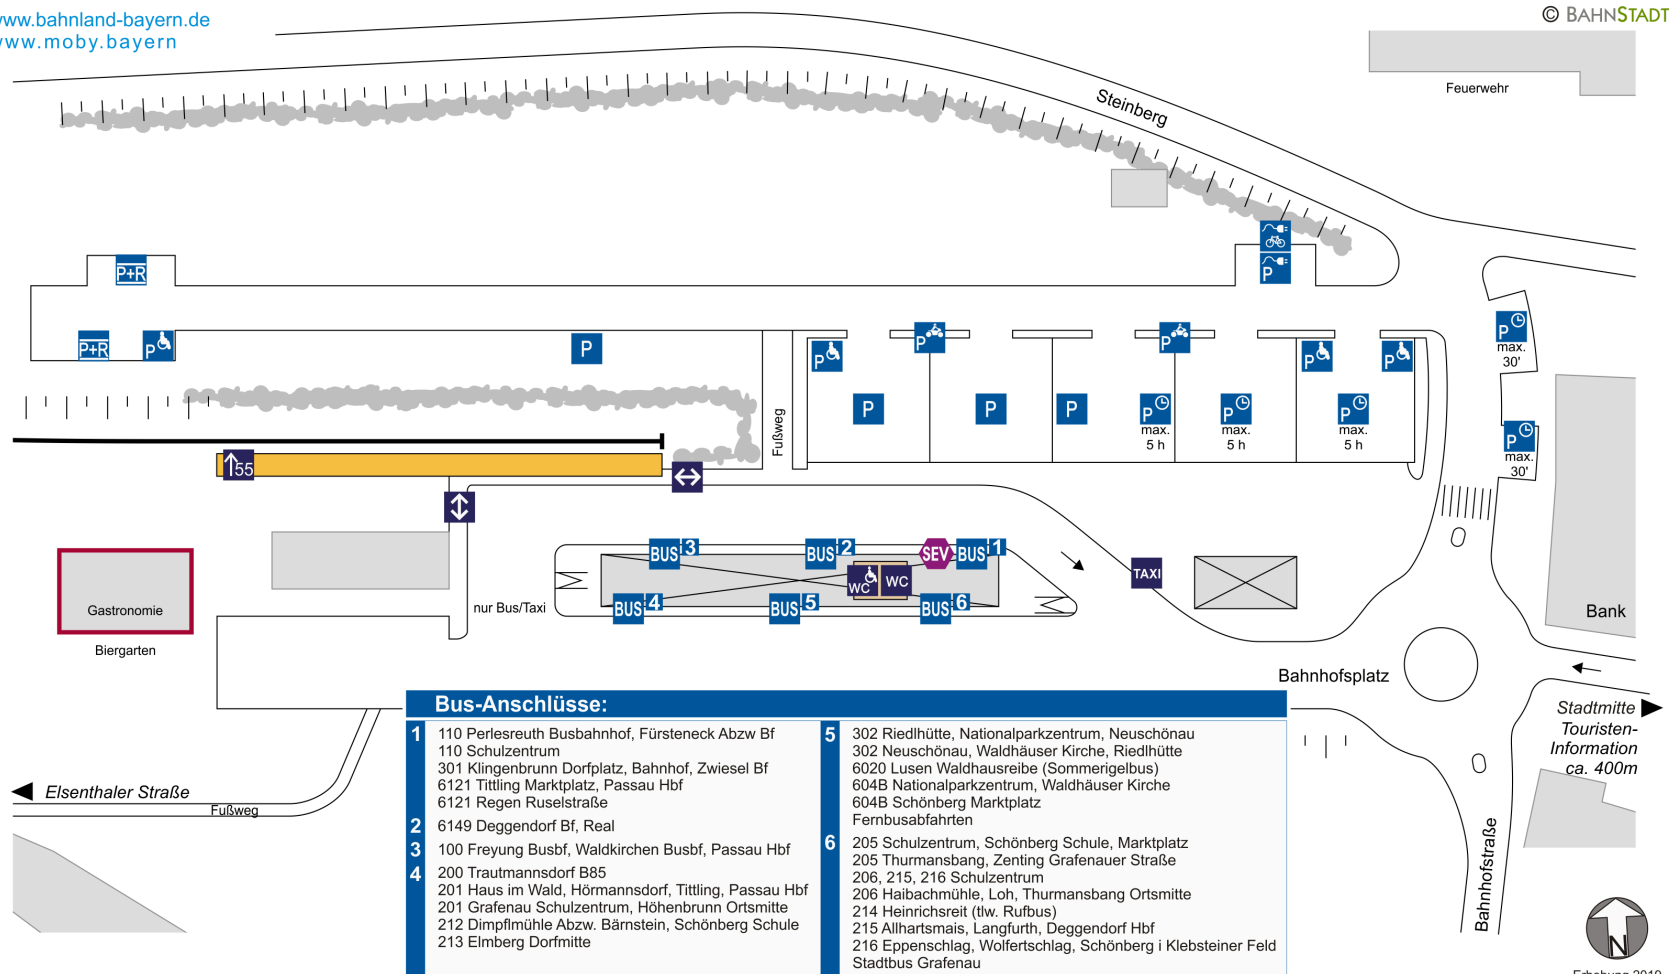 www.bahnland-bayern.de
www.moby.bayern
© BAHNSTADT
Feuerwehr
Steinberg
P+R
P+R
P
P
P
P
P
P
P
P
P
P
P
max.
30'
P
P
P
P
max.
5 h
P
max.
5 h
P
max.
5 h
P
max.
30'
Fußweg
55
BUS 3
BUS 2
SEV
BUS 1
WC
WC
BUS 4
BUS 5
BUS 6
TAXI
nur Bus/Taxi
Gastronomie
Biergarten
Bank
Bahnhofsplatz
Stadtmitte
Touristen-
Information
ca. 400m
Elsenthaler Straße
Fußweg
Bahnhofstraße
Bus-Anschlüsse:
1
110 Perlesreuth Busbahnhof, Fürsteneck Abzw Bf
110 Schulzentrum
301 Klingenbrunn Dorfplatz, Bahnhof, Zwiesel Bf
6121 Tittling Marktplatz, Passau Hbf
6121 Regen Ruselstraße
2
6149 Deggendorf Bf, Real
3
100 Freyung Busbf, Waldkirchen Busbf, Passau Hbf
4
200 Trautmannsdorf B85
201 Haus im Wald, Hörmannsdorf, Tittling, Passau Hbf
201 Grafenau Schulzentrum, Höhenbrunn Ortsmitte
212 Dimpflmühle Abzw. Bärnstein, Schönberg Schule
213 Elmberg Dorfmitte
5
302 Riedlhütte, Nationalparkzentrum, Neuschönau
302 Neuschönau, Waldhäuser Kirche, Riedlhütte
6020 Lusen Waldhausreibe (Sommerigelbus)
604B Nationalparkzentrum, Waldhäuser Kirche
604B Schönberg Marktplatz
Fernbusabfahrten
6
205 Schulzentrum, Schönberg Schule, Marktplatz
205 Thurmansbang, Zenting Grafenauer Straße
206, 215, 216 Schulzentrum
206 Haibachmühle, Loh, Thurmansbang Ortsmitte
214 Heinrichsreit (tlw. Rufbus)
215 Allhartsmais, Langfurth, Deggendorf Hbf
216 Eppenschlag, Wolfertschlag, Schönberg i Klebsteiner Feld
Stadtbus Grafenau
N
Erhebung 2019